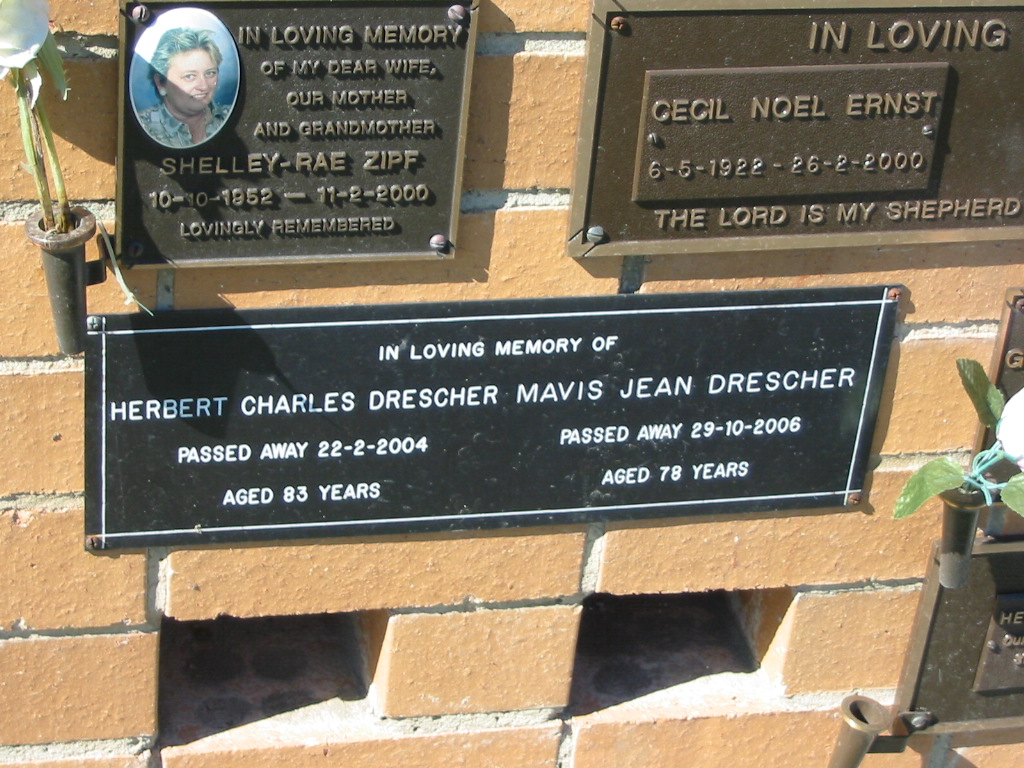 IN LOVING MEMORY
OF MY DEAR WIFE,
OUR MOTHER
AND GRANDMOTHER
SHELLEY-RAE ZIPF
10-10-1952 — 11-2-2000
LOVINGLY REMEMBERED
IN LOVING
CECIL NOEL ERNST
6-5-1922 - 26-2-2000
THE LORD IS MY SHEPHERD
IN LOVING MEMORY OF
HERBERT CHARLES DRESCHER MAVIS JEAN DRESCHER
PASSED AWAY 22-2-2004 PASSED AWAY 29-10-2006
AGED 83 YEARS AGED 78 YEARS